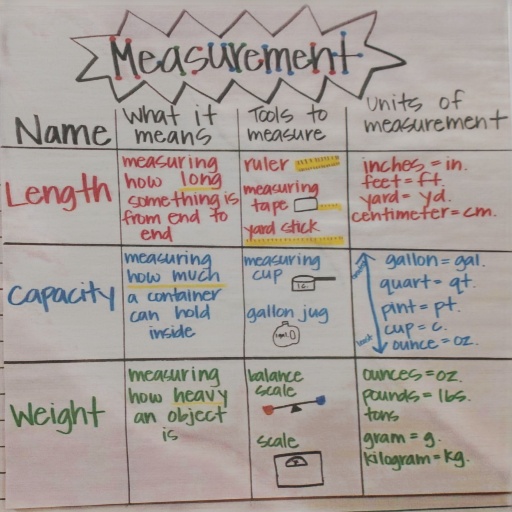 Measurement
Name
What it
means
Tools to
measure
Units of
measurement
Length
measuring
how long
something is
from end to
end
ruler
measuring
tape
yard stick
inches = in.
feet = ft.
yard = yd.
centimeter = cm.
Capacity
measuring
how much
a container
can hold
inside
measuring
cup
1c.
gallon jug
gallon = gal.
quart = qt.
pint = pt.
cup = c.
ounce = oz.
Weight
measuring
how heavy
an object
is
balance
scale
scale
ounces = oz.
pounds = lbs.
tons
gram = g.
kilogram = kg.